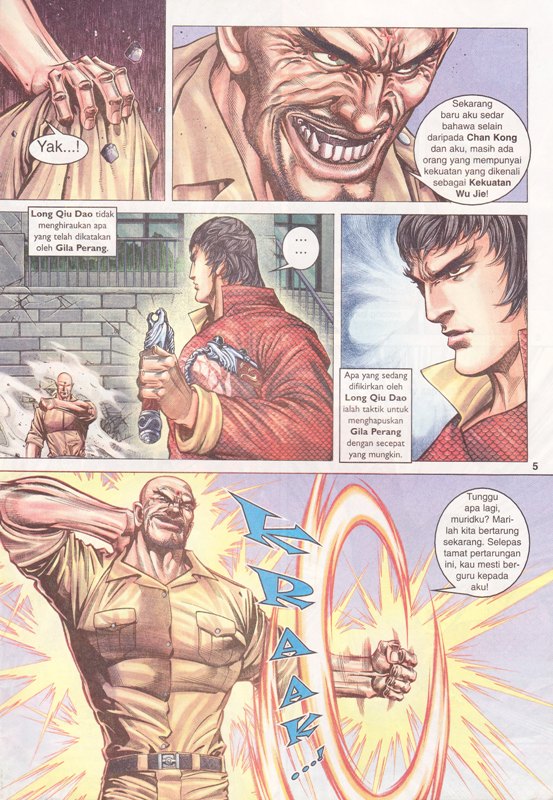 Yak...!
Sekarang
baru aku sedar
bahawa selain
daripada Chan Kong
dan aku, masih ada
orang yang mempunyai
kekuatan yang dikenali
sebagai Kekuatan
Wu Jie!
Long Qiu Dao tidak
menghiraukan apa
yang telah dikatakan
oleh Gila Perang.
...
...
Apa yang sedang
difikirkan oleh
Long Qiu Dao
ialah taktik untuk
menghapuskan
Gila Perang
dengan secepat
yang mungkin.
5
KRAAK...!
Tunggu
apa lagi,
muridku? Mari-
lah kita bertarung
sekarang. Selepas
tamat pertarungan
ini, kau mesti ber-
guru kepada
aku!